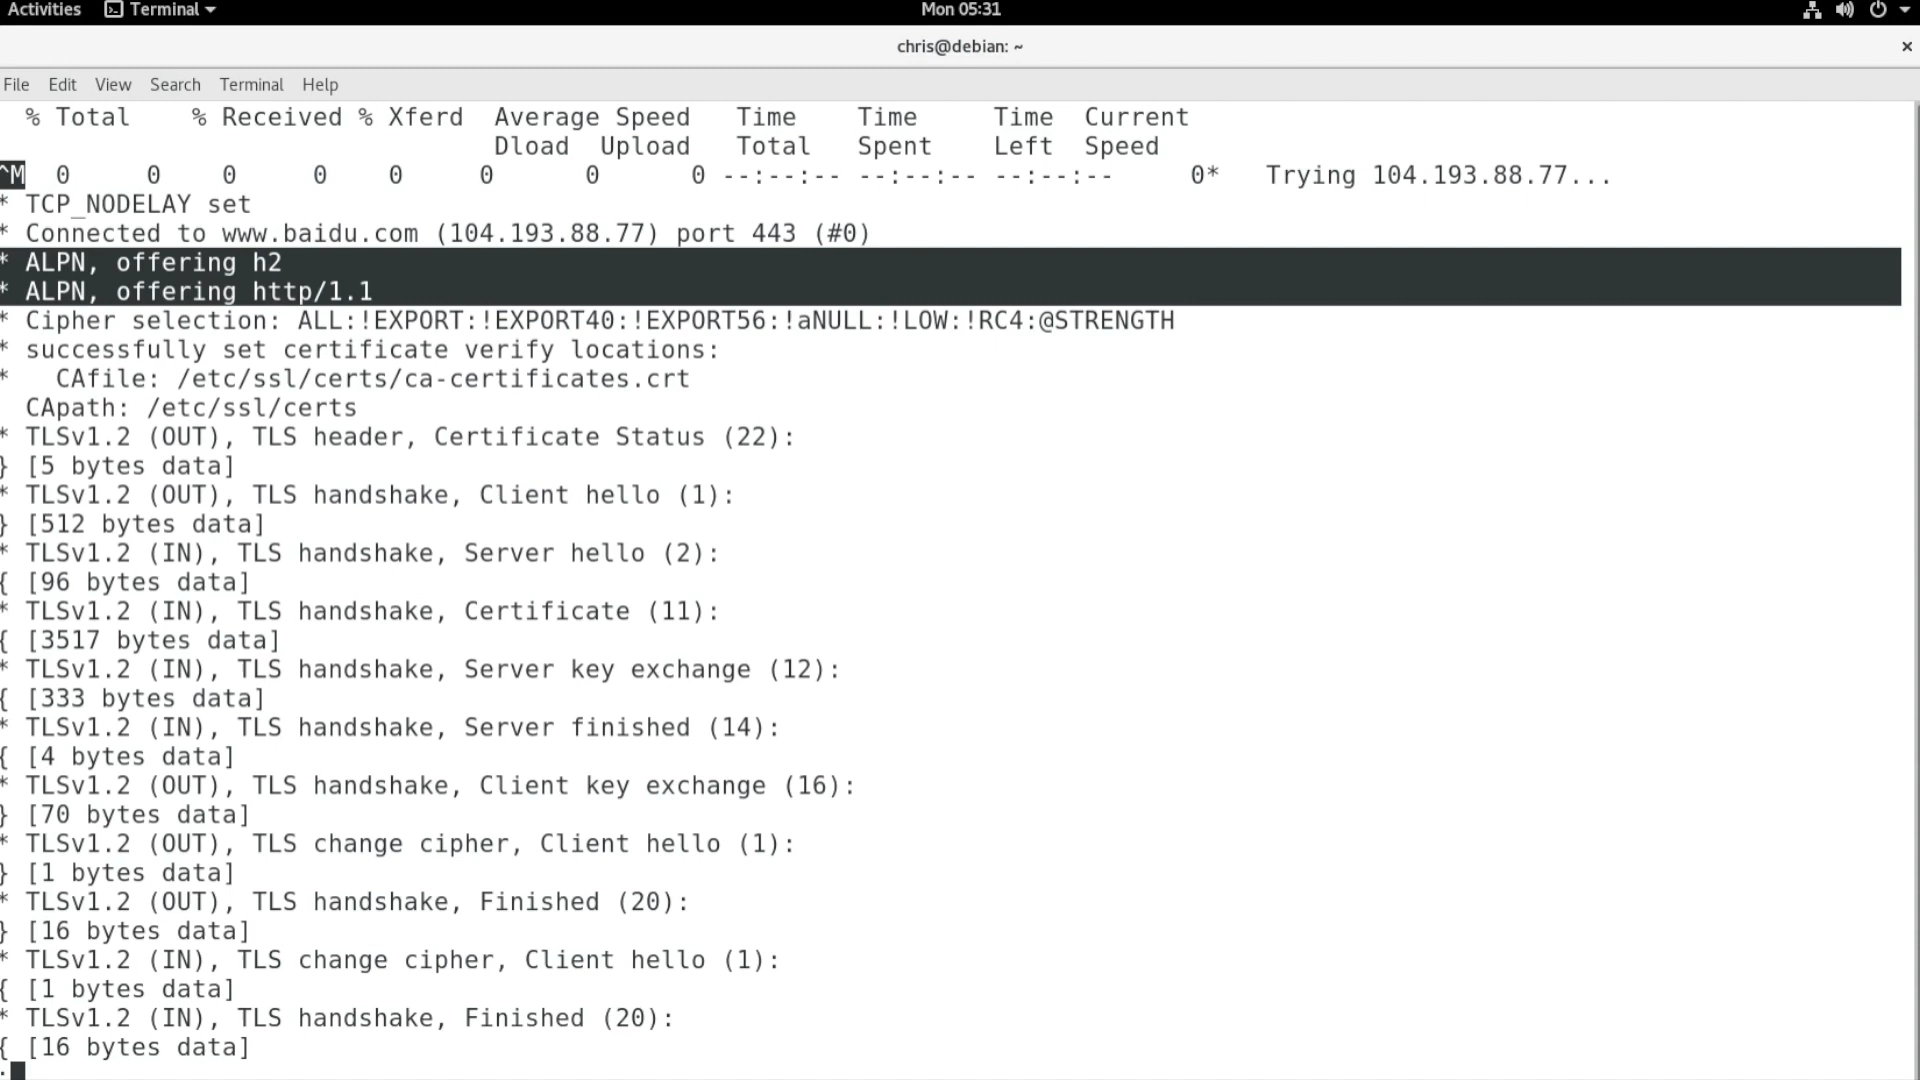 Activities Terminal Mon 05:31
chris@debian: ~ ×
File Edit View Search Terminal Help
% Total % Received % Xferd Average Speed Time Time Time Current
Dload Upload Total Spent Left Speed
^M 0 0 0 0 0 0 0 0 --:--:-- --:--:-- --:--:-- 0* Trying 104.193.88.77...
* TCP_NODELAY set
* Connected to www.baidu.com (104.193.88.77) port 443 (#0)
* ALPN, offering h2
* ALPN, offering http/1.1
* Cipher selection: ALL:!EXPORT:!EXPORT40:!EXPORT56:!aNULL:!LOW:!RC4:@STRENGTH
* successfully set certificate verify locations:
* CAfile: /etc/ssl/certs/ca-certificates.crt
CApath: /etc/ssl/certs
* TLSv1.2 (OUT), TLS header, Certificate Status (22):
} [5 bytes data]
* TLSv1.2 (OUT), TLS handshake, Client hello (1):
} [512 bytes data]
* TLSv1.2 (IN), TLS handshake, Server hello (2):
{ [96 bytes data]
* TLSv1.2 (IN), TLS handshake, Certificate (11):
{ [3517 bytes data]
* TLSv1.2 (IN), TLS handshake, Server key exchange (12):
{ [333 bytes data]
* TLSv1.2 (IN), TLS handshake, Server finished (14):
{ [4 bytes data]
* TLSv1.2 (OUT), TLS handshake, Client key exchange (16):
} [70 bytes data]
* TLSv1.2 (OUT), TLS change cipher, Client hello (1):
} [1 bytes data]
* TLSv1.2 (OUT), TLS handshake, Finished (20):
} [16 bytes data]
* TLSv1.2 (IN), TLS change cipher, Client hello (1):
{ [1 bytes data]
* TLSv1.2 (IN), TLS handshake, Finished (20):
{ [16 bytes data]
: